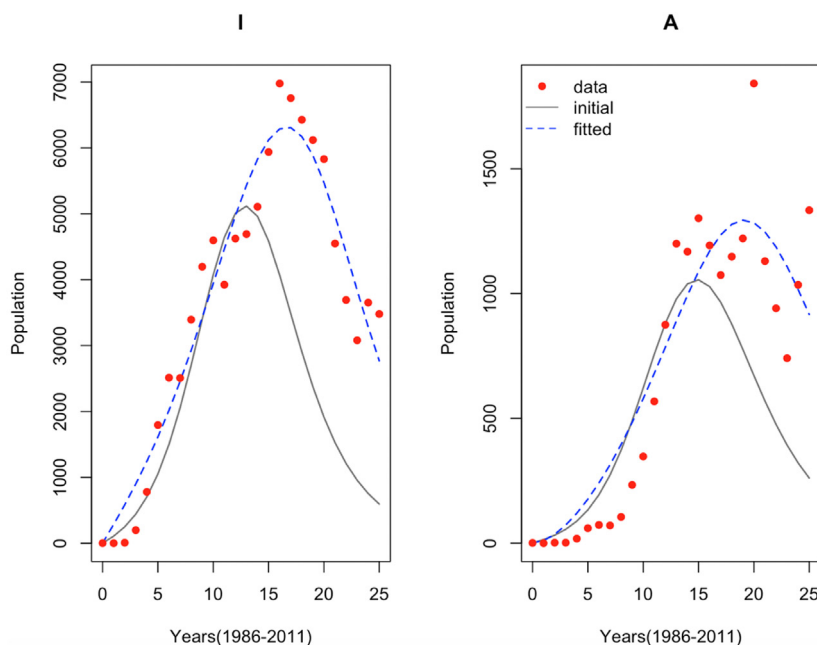 I
Population
7000
6000
5000
4000
3000
2000
1000
0
0 5 10 15 20 25
Years(1986-2011)
A
data
initial
fitted
Population
1500
1000
500
0
0 5 10 15 20 25
Years(1986-2011)